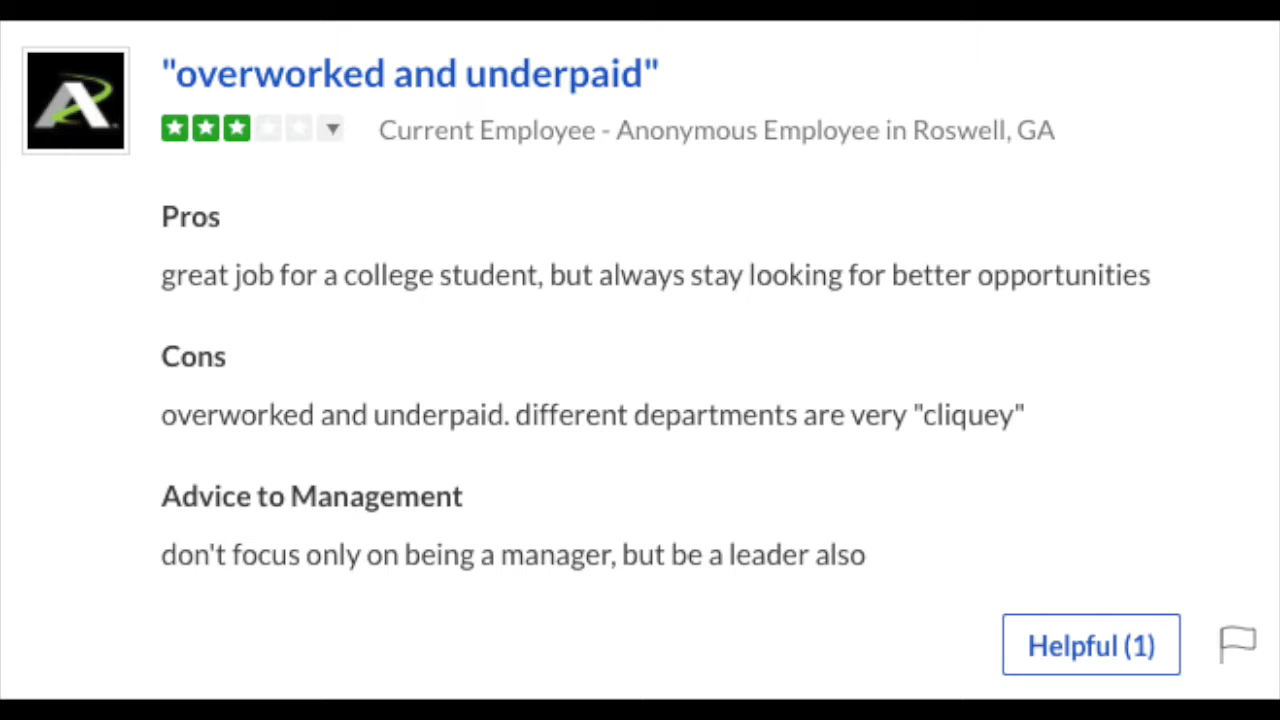 "overworked and underpaid"
Current Employee - Anonymous Employee in Roswell, GA
Pros
great job for a college student, but always stay looking for better opportunities
Cons
overworked and underpaid. different departments are very "cliquey"
Advice to Management
don't focus only on being a manager, but be a leader also
Helpful (1)